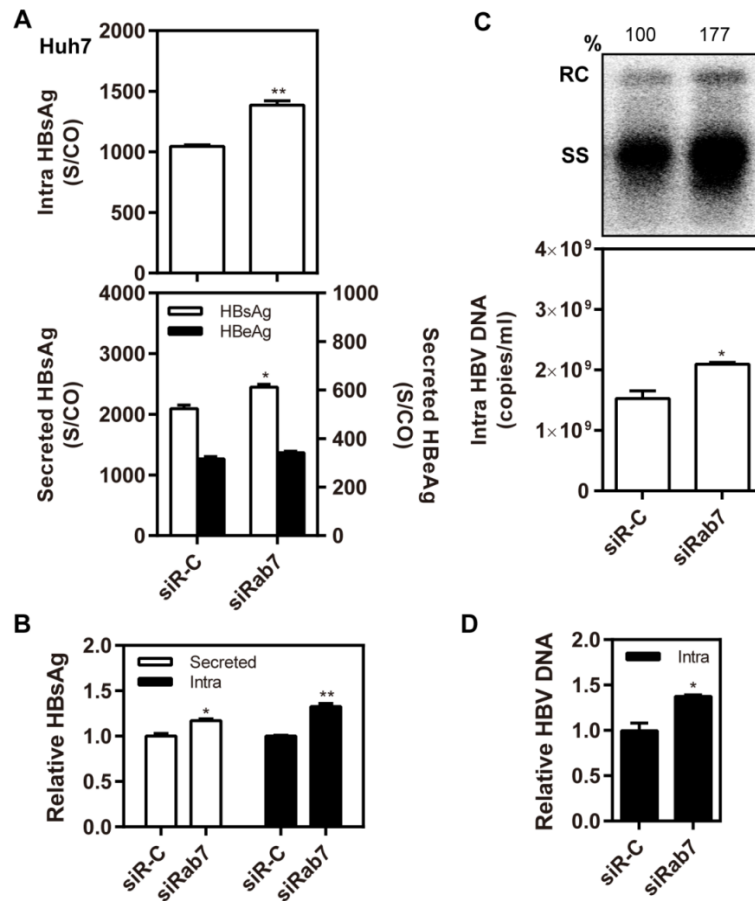 A
Huh7
Intra HBsAg
(S/CO)
2000
1500
1000
500
0
**
Secreted HBsAg
(S/CO)
4000
3000
2000
1000
0
HBsAg
HBeAg
*
1000
800
600
400
200
0
Secreted HBeAg
(S/CO)
siR-C
siRab7
B
Relative HBsAg
2.0
1.5
1.0
0.5
0.0
Secreted
Intra
*
**
siR-C
siRab7
siR-C
siRab7
C
% 100 177
RC
SS
Intra HBV DNA
(copies/ml)
4×10⁹
3×10⁹
2×10⁹
1×10⁹
0
*
siR-C
siRab7
D
Relative HBV DNA
2.0
1.5
1.0
0.5
0.0
Intra
*
siR-C
siRab7